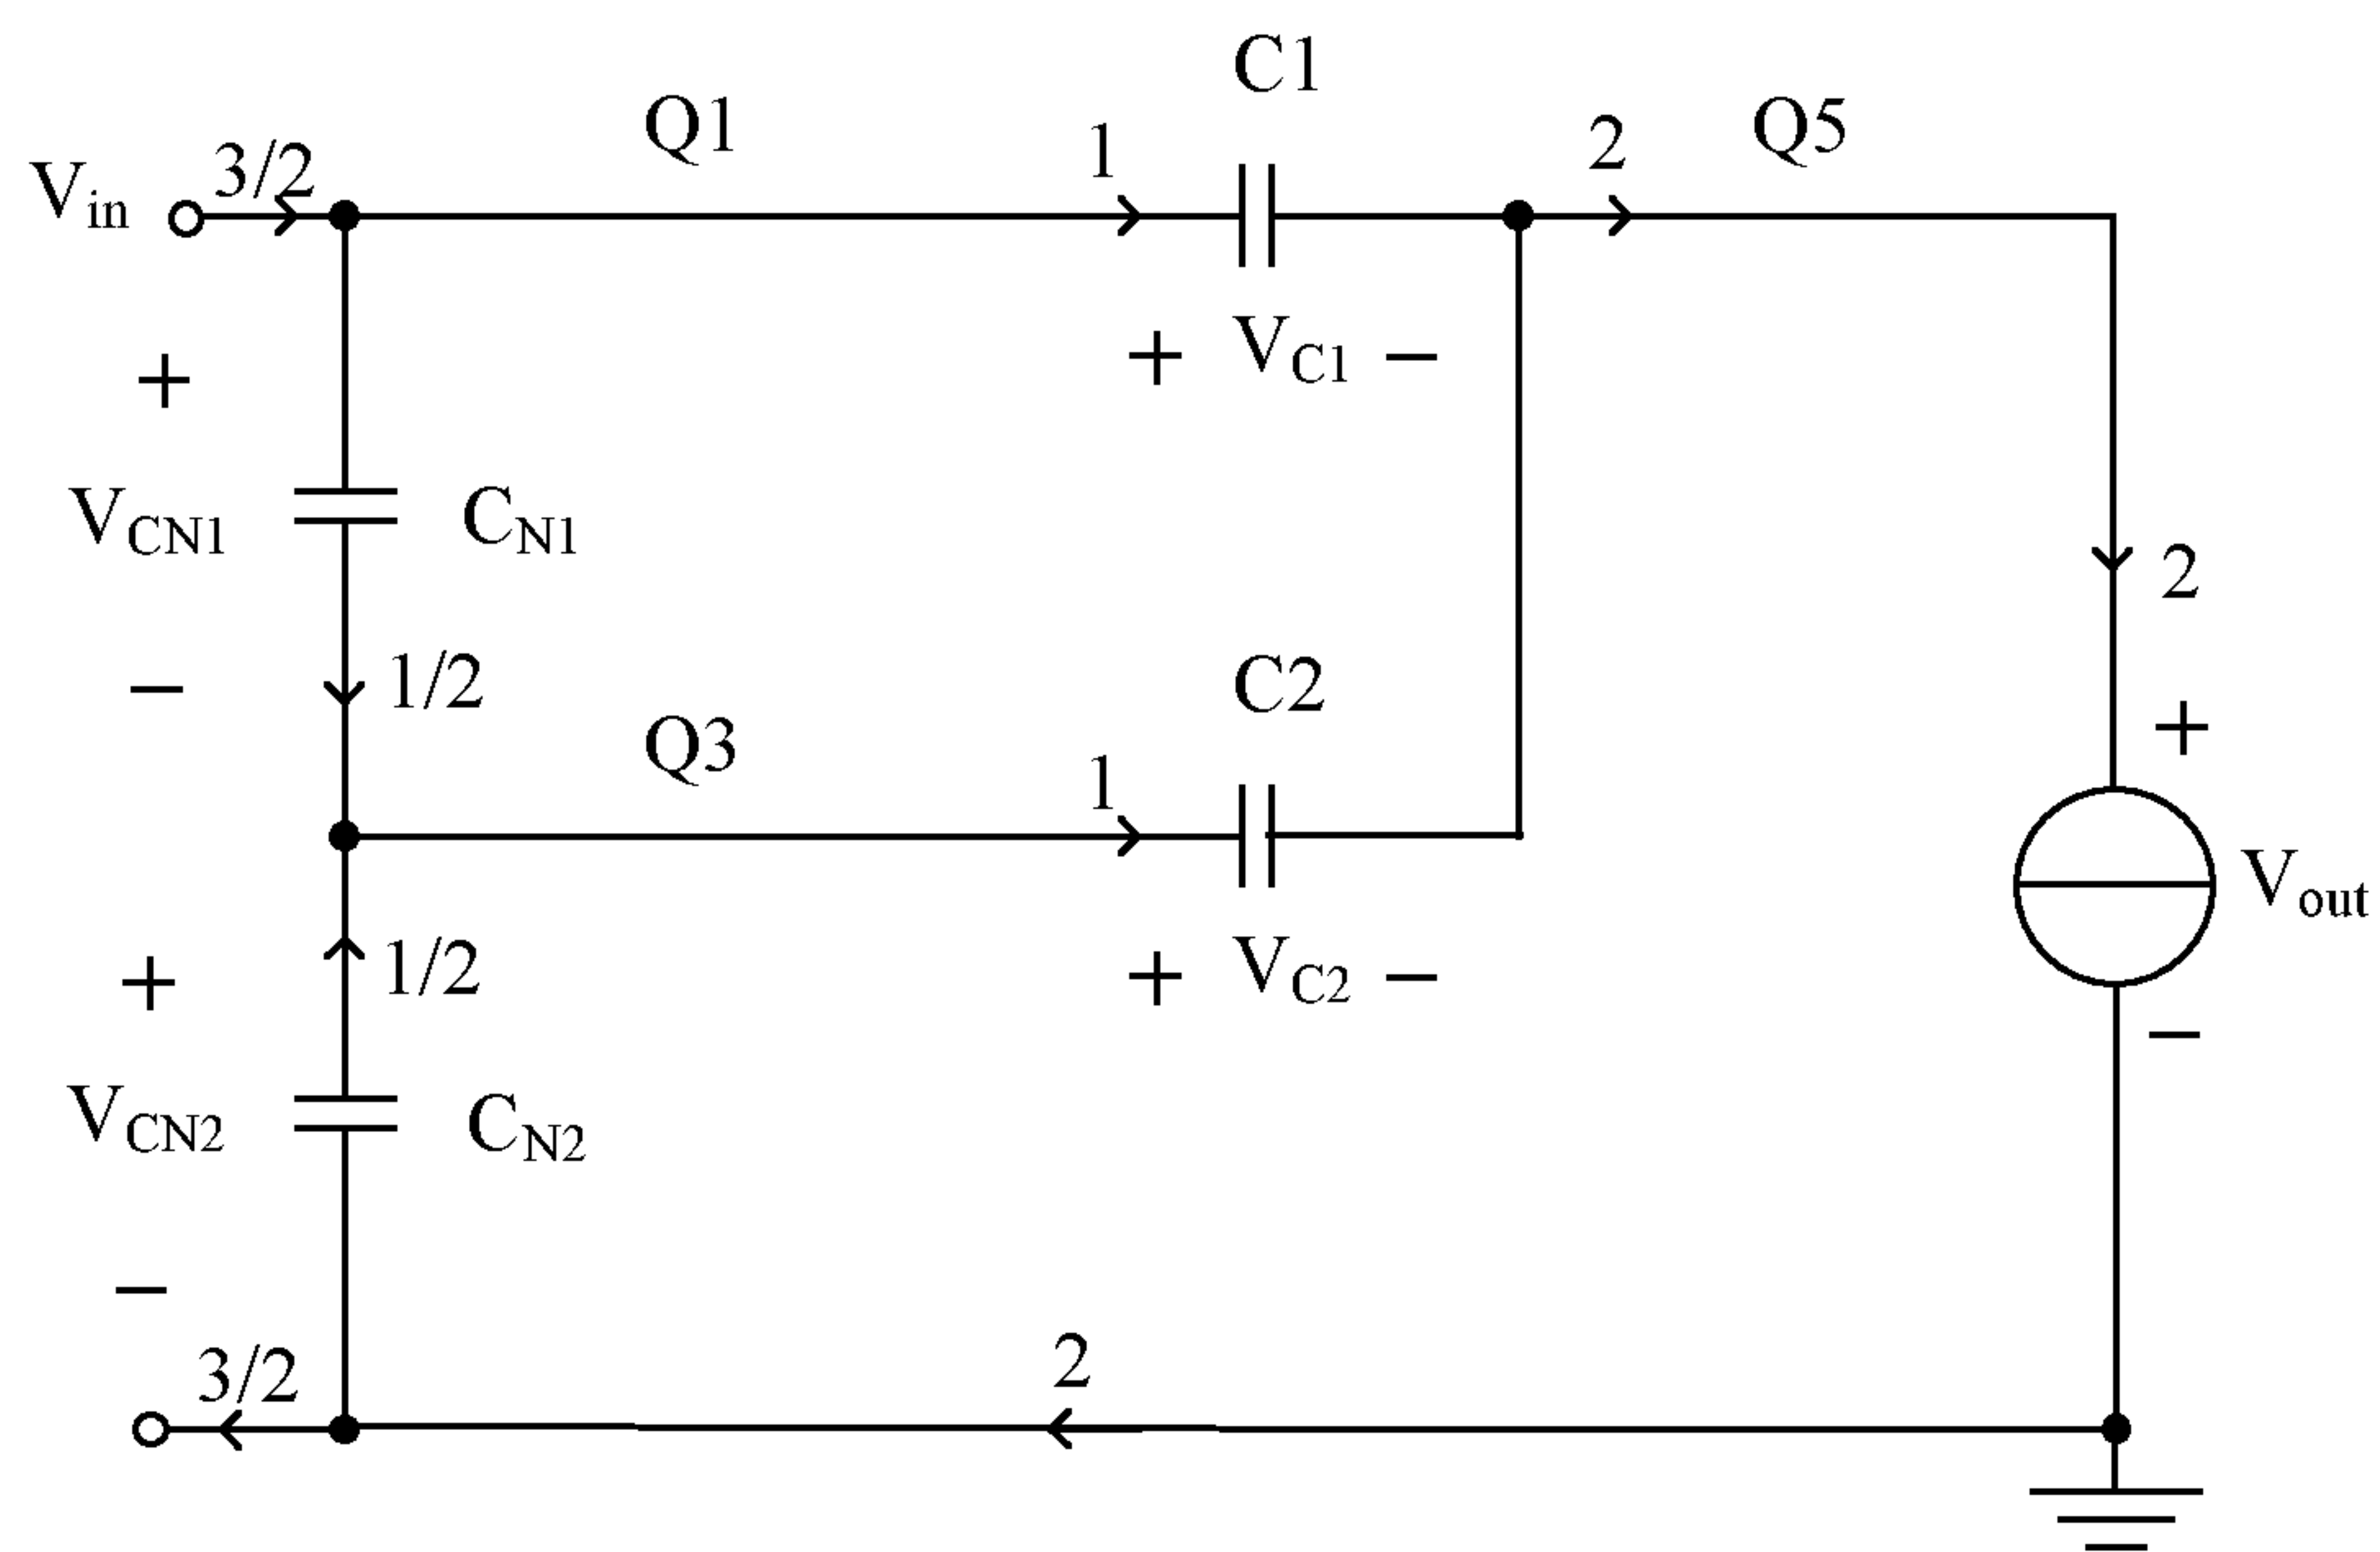 C1
Q1
1
2
Q5
V_in
3/2
+
+ V_C1 −
V_CN1
C_N1
−
1/2
2
C2
Q3
1
+
V_out
+
1/2
+ V_C2 −
−
V_CN2
C_N2
−
3/2
2